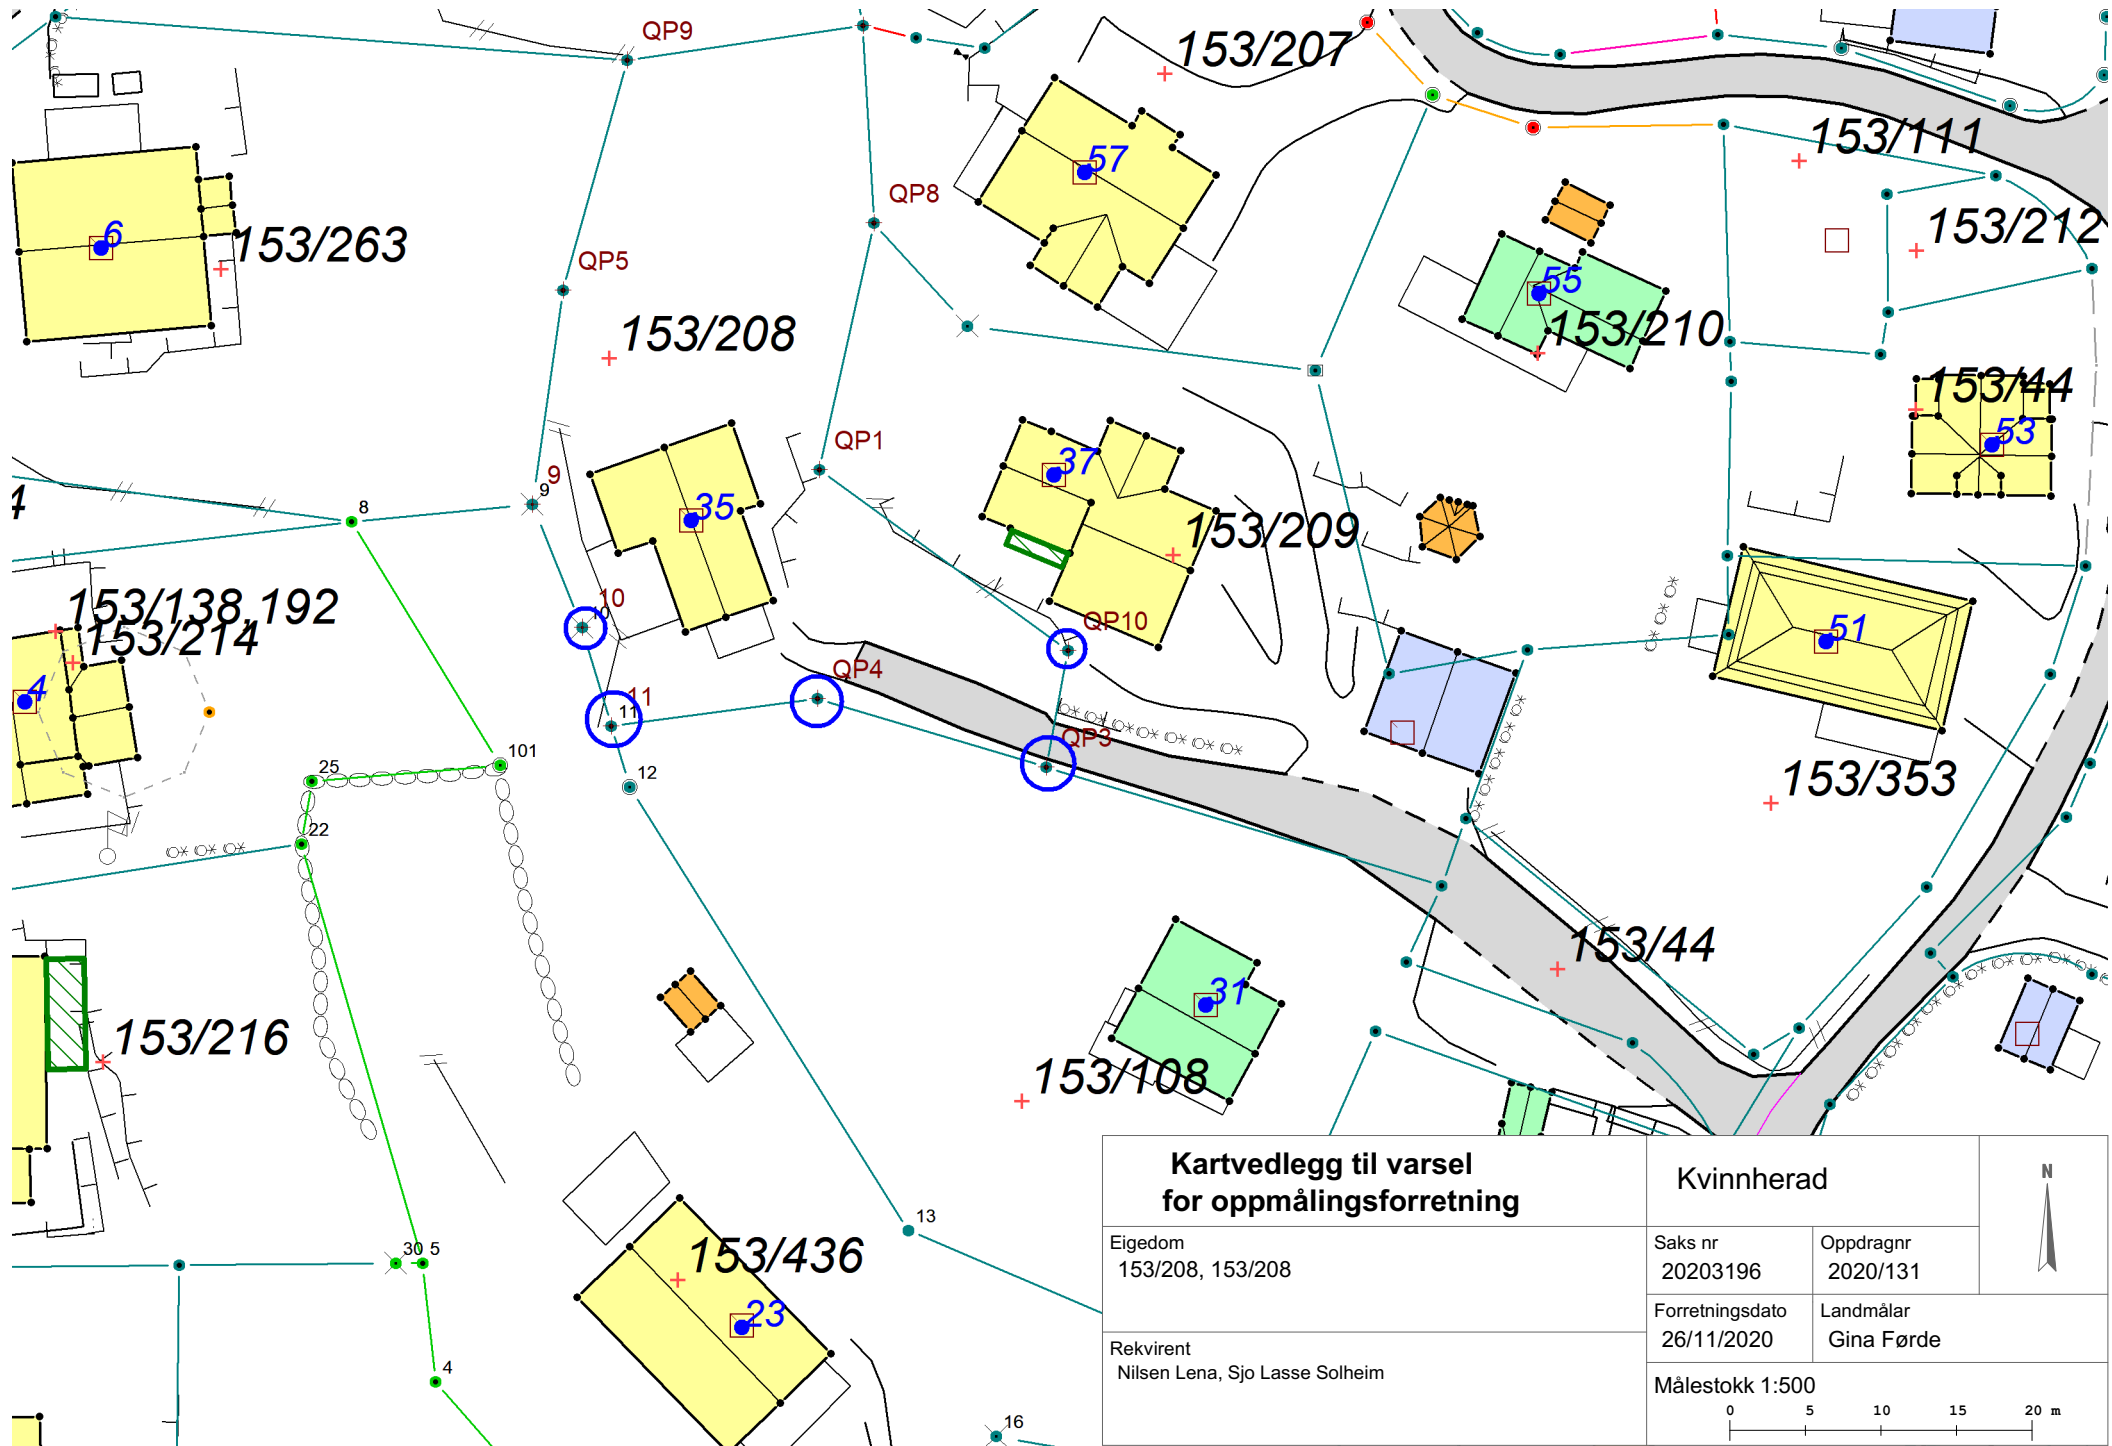 QP9
153/207
153/111
57
QP8
153/212
6
153/263
QP5
55
153/208
153/210
153/44
53
QP1
37
9
9
35
8
4
153/209
10
10
QP10
51
153/138,192
153/214
QP4
4
11
11
QP3
101
25
12
153/353
22
153/44
31
153/216
153/108
13
153/436
30 5
23
4
16
Kartvedlegg til varsel
for oppmålingsforretning
Kvinnherad
N
Eigedom
153/208, 153/208
Saks nr
20203196
Oppdragnr
2020/131
Forretningsdato
26/11/2020
Landmålar
Gina Førde
Rekvirent
Nilsen Lena, Sjo Lasse Solheim
Målestokk 1:500
0 5 10 15 20 m